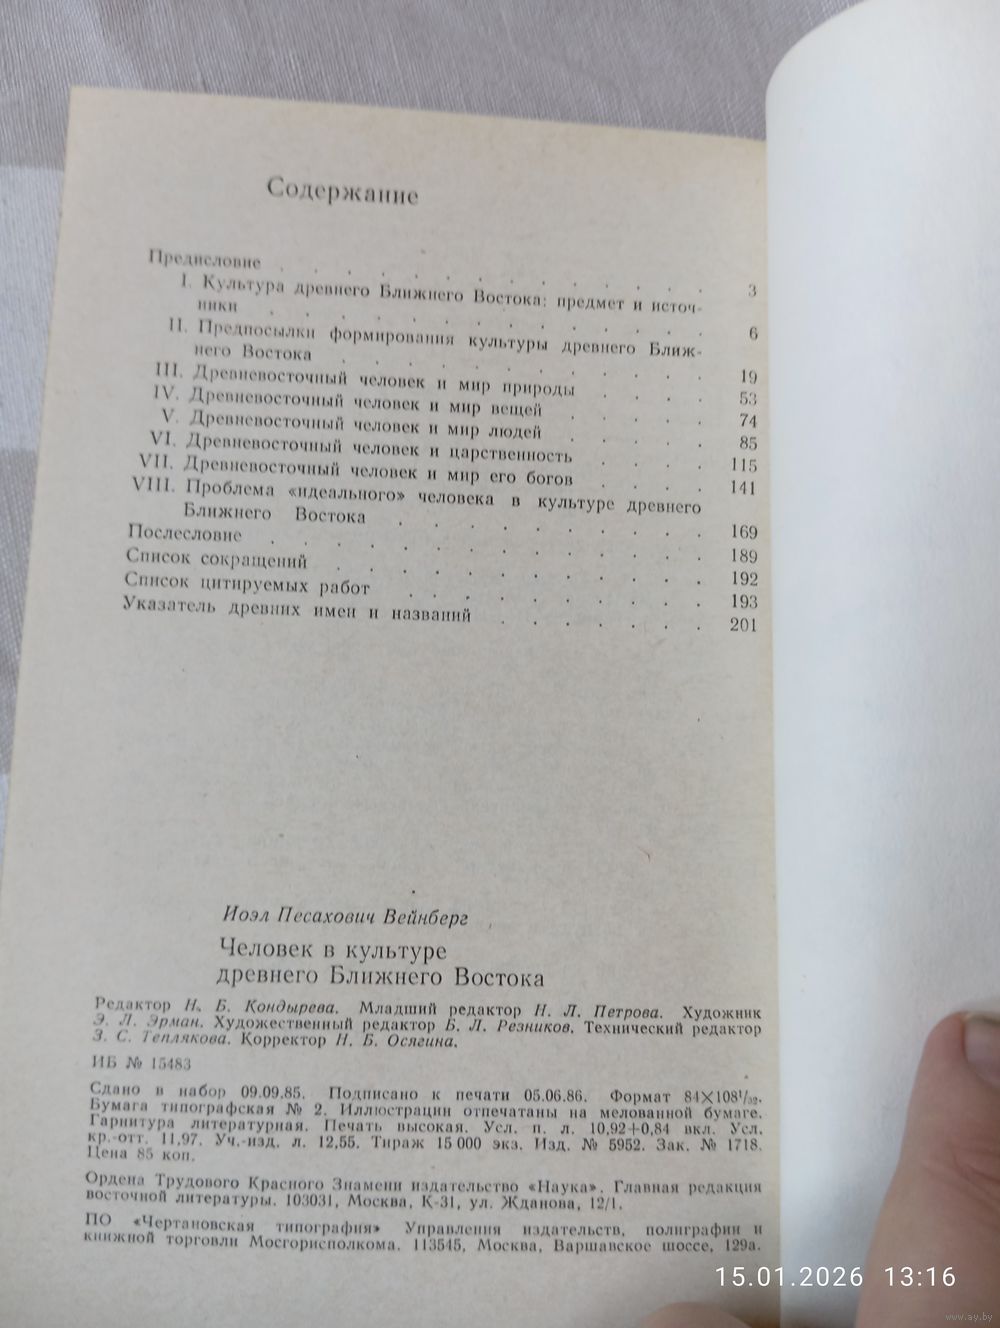 Содержание
Предисловие . . . . . . . . . . . . . . 3
I. Культура древнего Ближнего Востока: предмет и источ-
ники . . . . . . . . . . . . . . 6
II. Предпосылки формирования культуры древнего Ближ-
него Востока . . . . . . . . . . . . 19
III. Древневосточный человек и мир природы . . . . 53
IV. Древневосточный человек и мир вещей . . . . . 74
V. Древневосточный человек и мир людей . . . . . 85
VI. Древневосточный человек и царственность . . . . 115
VII. Древневосточный человек и мир его богов . . . . 141
VIII. Проблема «идеального» человека в культуре древнего
Ближнего Востока . . . . . . . . . . 169
Послесловие . . . . . . . . . . . . . . 189
Список сокращений . . . . . . . . . . . . 192
Список цитируемых работ . . . . . . . . . . 193
Указатель древних имен и названий . . . . . . . 201
Иоэл Песахович Вейнберг
Человек в культуре
древнего Ближнего Востока
Редактор Н. Б. Кондырева. Младший редактор Н. Л. Петрова. Художник
Э. Л. Эрман. Художественный редактор Б. Л. Резников. Технический редактор
З. С. Теплякова. Корректор Н. Б. Осягина.
ИБ № 15483
Сдано в набор 09.09.85. Подписано к печати 05.06.86. Формат 84×108¹/₃₂.
Бумага типографская № 2. Иллюстрации отпечатаны на мелованной бумаге.
Гарнитура литературная. Печать высокая. Усл. п. л. 10,92+0,84 вкл. Усл.
кр.-отт. 11,97. Уч.-изд. л. 12,55. Тираж 15 000 экз. Изд. № 5952. Зак. № 1718.
Цена 85 коп.
Ордена Трудового Красного Знамени издательство «Наука». Главная редакция
восточной литературы. 103031, Москва, К-31, ул. Жданова, 12/1.
ПО «Чертановская типография» Управления издательств, полиграфии и
книжной торговли Мосгорисполкома. 113545, Москва, Варшавское шоссе, 129а.
15.01.2026 13:16
www.ay.by